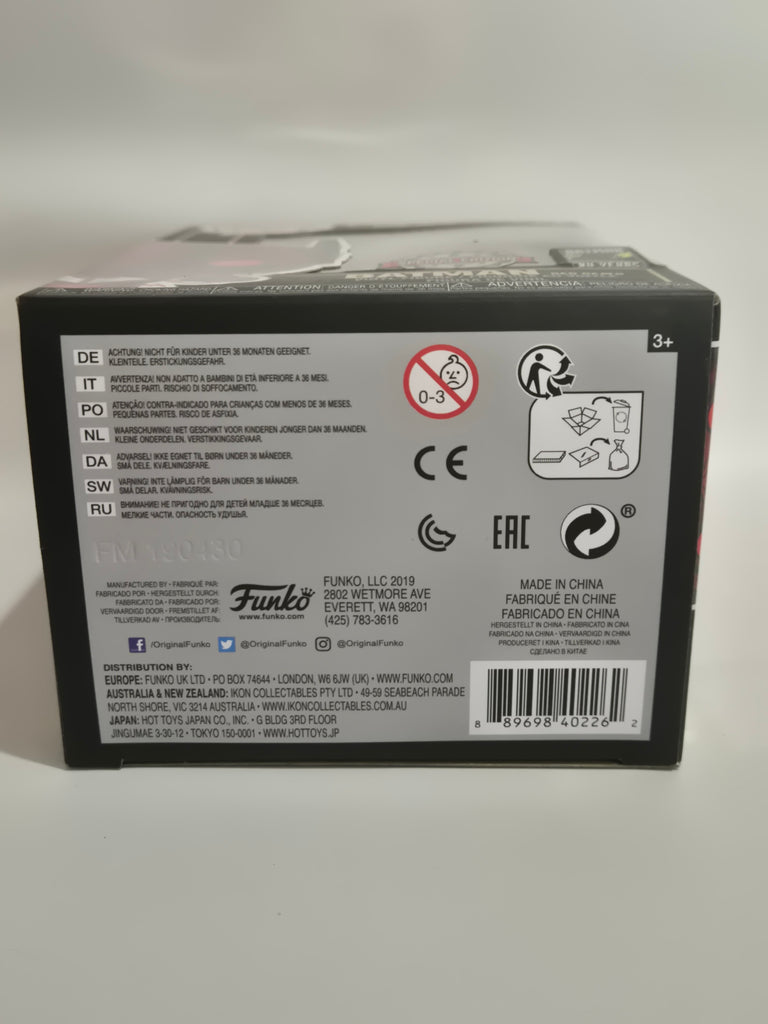 BATMAN
ATTENTION: DANGER D'ÉTOUFFEMENT
ADVERTENCIA: PELIGRO DE ASFIXIA
3+
DE ACHTUNG! NICHT FÜR KINDER UNTER 36 MONATEN GEEIGNET.
KLEINTEILE. ERSTICKUNGSGEFAHR.
IT AVVERTENZA! NON ADATTO A BAMBINI DI ETÀ INFERIORE A 36 MESI.
PICCOLE PARTI. RISCHIO DI SOFFOCAMENTO.
PO ATENÇÃO! CONTRA-INDICADO PARA CRIANÇAS COM MENOS DE 36 MESES.
PEQUENAS PARTES. RISCO DE ASFIXIA.
NL WAARSCHUWING! NIET GESCHIKT VOOR KINDEREN JONGER DAN 36 MAANDEN.
KLEINE ONDERDELEN. VERSTIKKINGSGEVAAR.
DA ADVARSEL! IKKE EGNET TIL BØRN UNDER 36 MÅNEDER.
SMÅ DELE. KVÆLNINGSFARE.
SW VARNING! INTE LÄMPLIG FÖR BARN UNDER 36 MÅNADER.
SMÅ DELAR. KVÄVNINGSRISK.
RU ВНИМАНИЕ! НЕ ПРИГОДНО ДЛЯ ДЕТЕЙ МЛАДШЕ 36 МЕСЯЦЕВ.
МЕЛКИЕ ЧАСТИ. ОПАСНОСТЬ УДУШЬЯ.
0-3
CE
EAC
®
FM 190430
MANUFACTURED BY • FABRIQUÉ PAR:
FABRICADO POR • HERGESTELLT DURCH:
FABBRICATO DA • FABRICADO POR:
VERVAARDIGD DOOR • FREMSTILLET AF:
TILLVERKAD AV • ПРОИЗВОДИТЕЛЬ:
Funko
www.funko.com
FUNKO, LLC 2019
2802 WETMORE AVE
EVERETT, WA 98201
(425) 783-3616
/OriginalFunko @OriginalFunko @OriginalFunko
MADE IN CHINA
FABRIQUÉ EN CHINE
FABRICADO EN CHINA
HERGESTELLT IN CHINA • FABBRICATO IN CINA
FABRICADO NA CHINA • VERVAARDIGD IN CHINA
PRODUCERET I KINA • TILLVERKAD I KINA
СДЕЛАНО В КИТАЕ
DISTRIBUTION BY:
EUROPE: FUNKO UK LTD • PO BOX 74644 • LONDON, W6 6JW (UK) • WWW.FUNKO.COM
AUSTRALIA & NEW ZEALAND: IKON COLLECTABLES PTY LTD • 49-59 SEABEACH PARADE
NORTH SHORE, VIC 3214 AUSTRALIA • WWW.IKONCOLLECTABLES.COM.AU
JAPAN: HOT TOYS JAPAN CO., INC. • G BLDG 3RD FLOOR
JINGUMAE 3-30-12 • TOKYO 150-0001 • WWW.HOTTOYS.JP
8 89698 40226 2